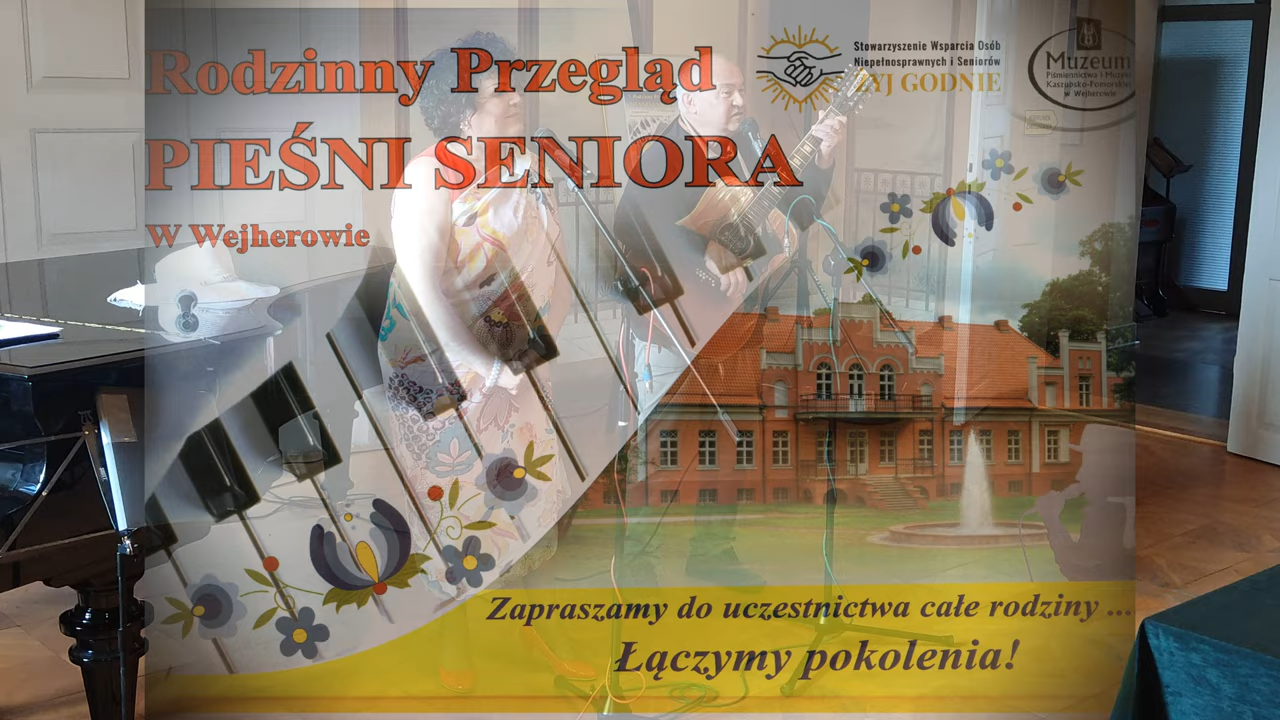 Rodzinny Przegląd
PIEŚNI SENIORA
W Wejherowie
Stowarzyszenie Wsparcia Osób
Niepełnosprawnych i Seniorów
ŻYJ GODNIE
Muzeum
Piśmiennictwa i Muzyki
Kaszubsko-Pomorskiej
w Wejherowie
Zapraszamy do uczestnictwa całe rodziny ...
Łączymy pokolenia!